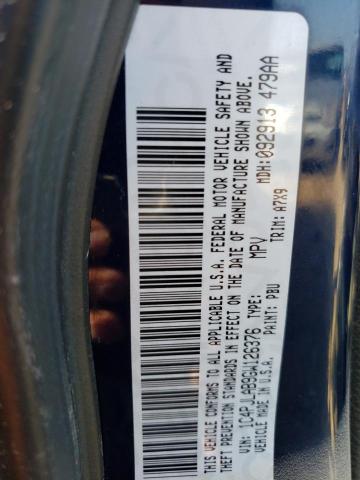 THIS VEHICLE CONFORMS TO ALL APPLICABLE U.S.A. FEDERAL MOTOR VEHICLE SAFETY AND
THEFT PREVENTION STANDARDS IN EFFECT ON THE DATE OF MANUFACTURE SHOWN ABOVE.
VIN: 1C4PJLAB9GW126376 TYPE: MPV MDH:092913 479AA
VEHICLE MADE IN U.S.A. PAINT: PBU TRIM: A7X9